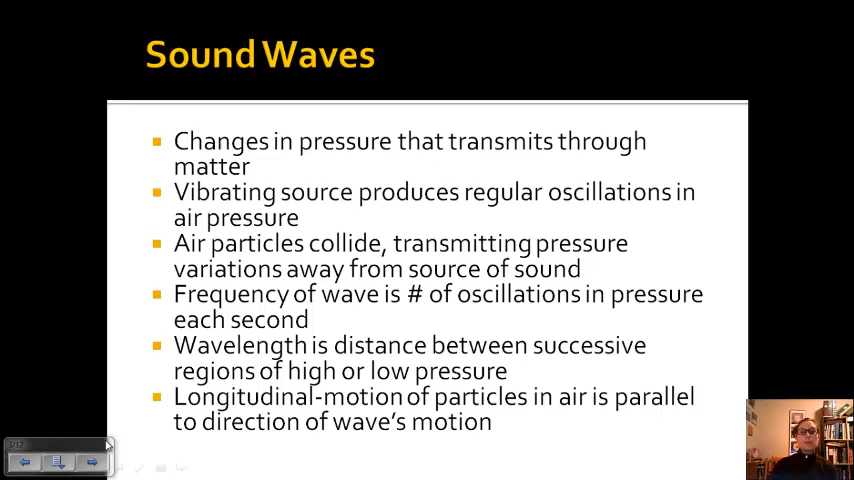 Sound Waves
Changes in pressure that transmits through
matter
Vibrating source produces regular oscillations in
air pressure
Air particles collide, transmitting pressure
variations away from source of sound
Frequency of wave is # of oscillations in pressure
each second
Wavelength is distance between successive
regions of high or low pressure
Longitudinal-motion of particles in air is parallel
to direction of wave's motion
3/12